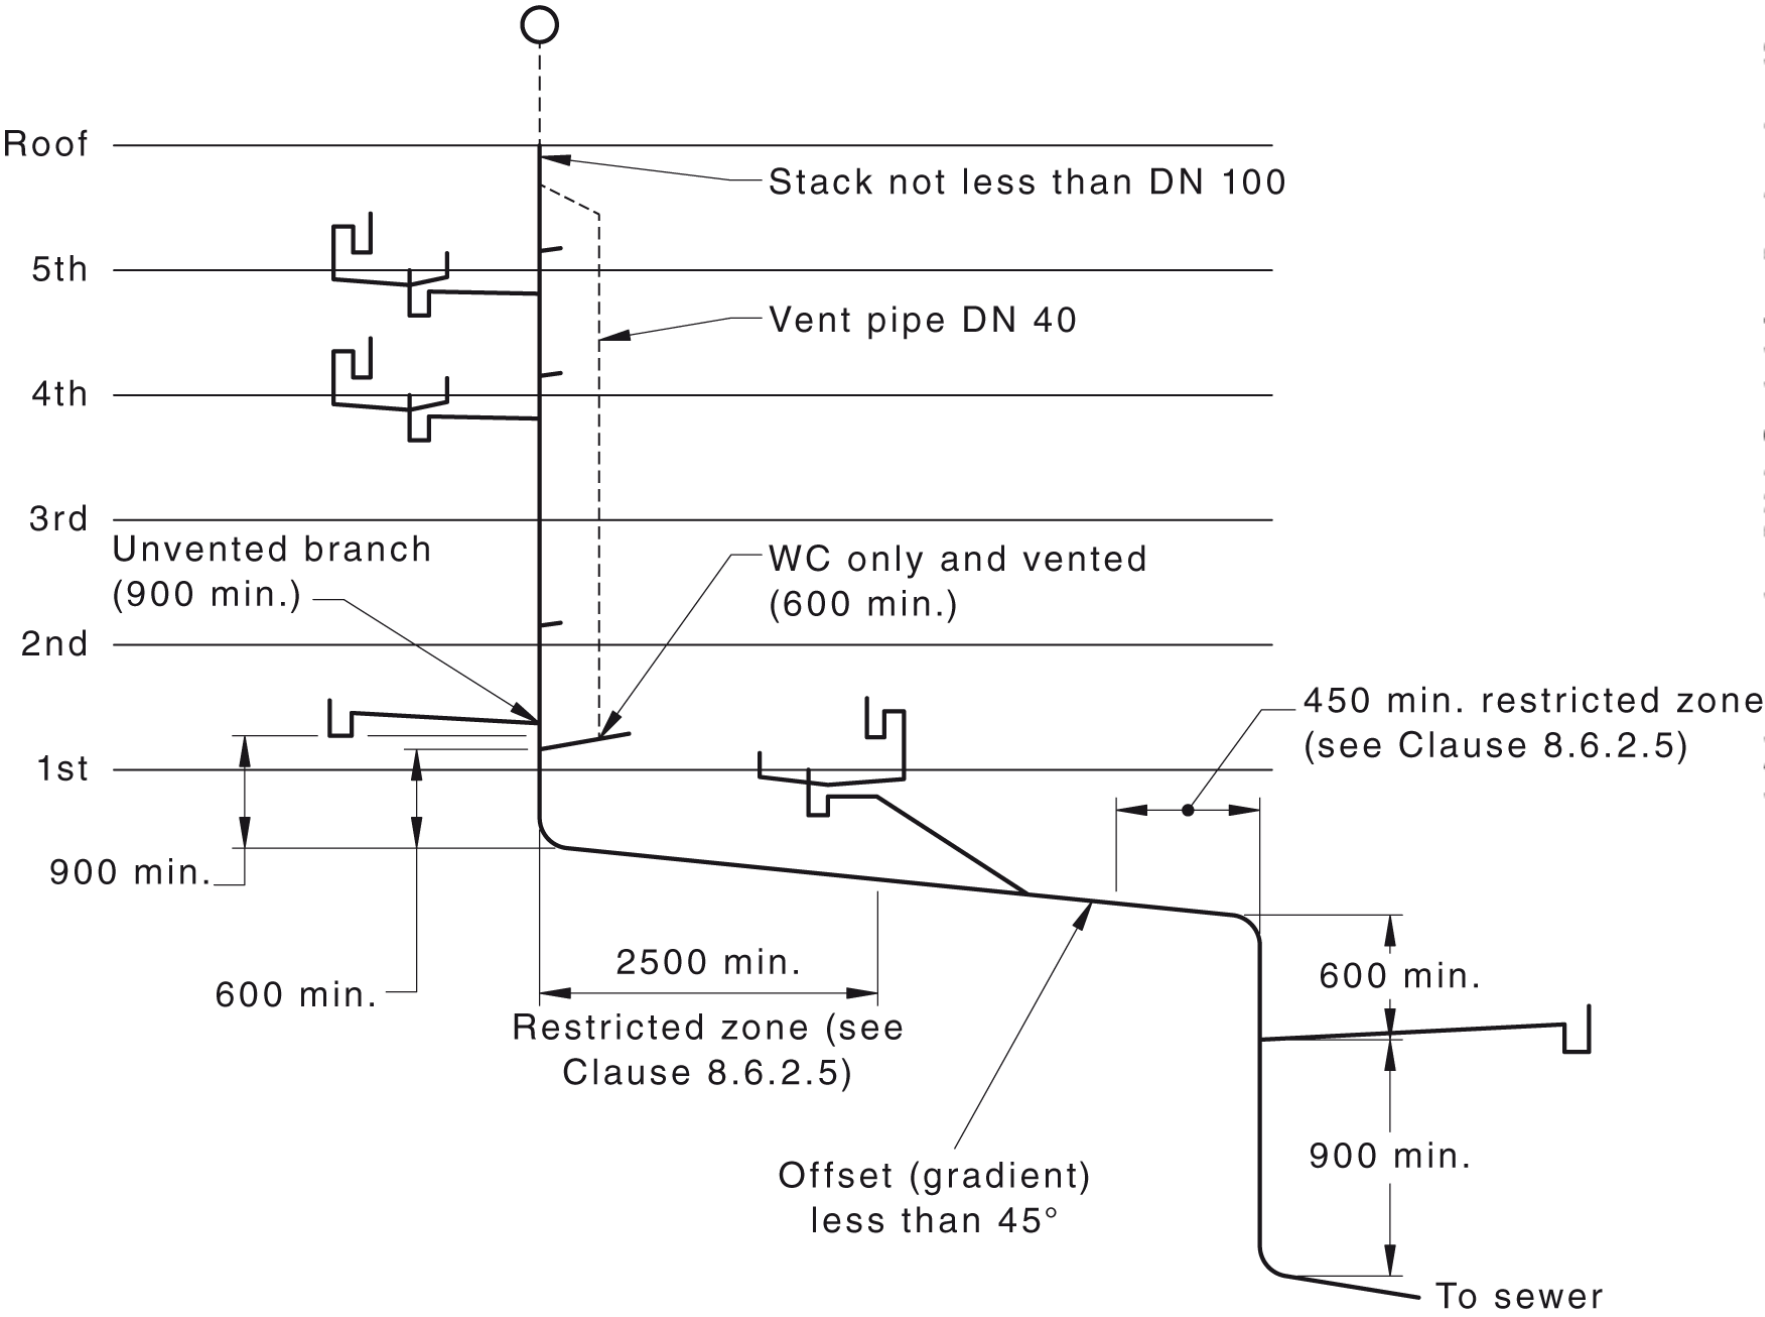 Roof
Stack not less than DN 100
5th
Vent pipe DN 40
4th
3rd
Unvented branch
(900 min.)
WC only and vented
(600 min.)
2nd
450 min. restricted zone
(see Clause 8.6.2.5)
1st
900 min.
600 min.
2500 min.
Restricted zone (see
Clause 8.6.2.5)
600 min.
900 min.
Offset (gradient)
less than 45°
To sewer